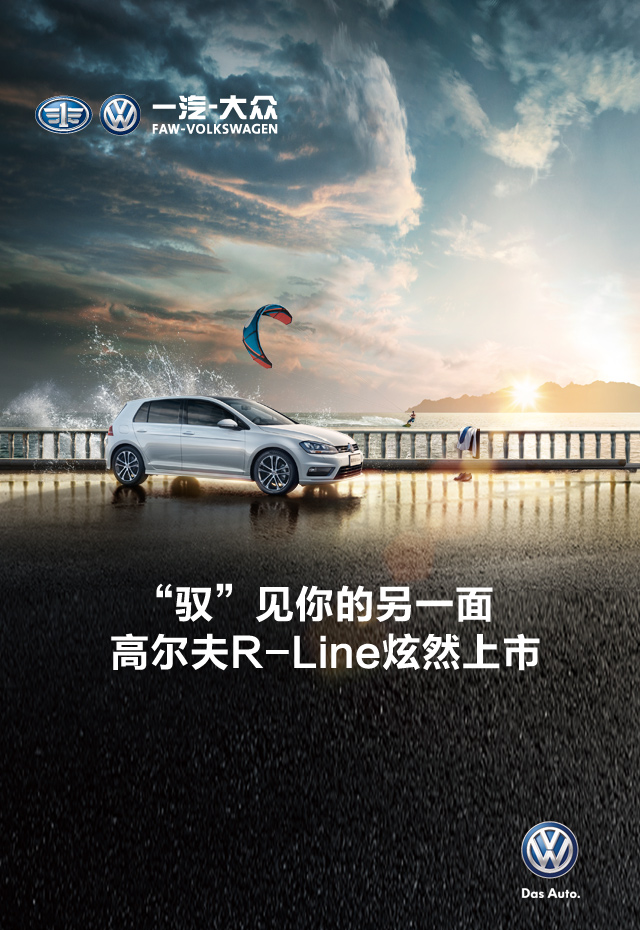 一汽-大众
FAW-VOLKSWAGEN
“驭”见你的另一面
高尔夫R-Line炫然上市
Das Auto.